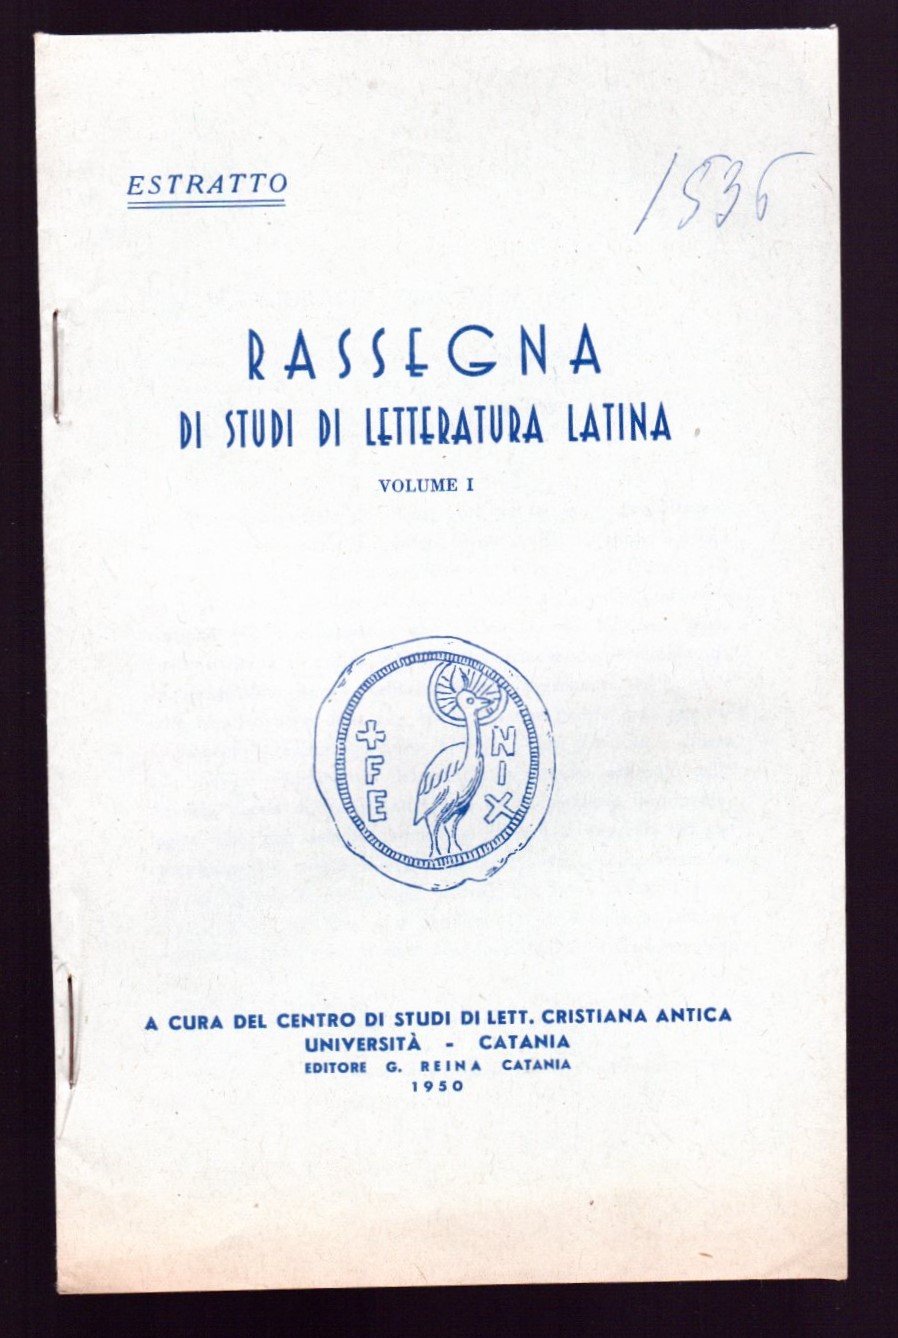 ESTRATTO
1536
RASSEGNA
DI STUDI DI LETTERATURA LATINA
VOLUME I
+FE
NIX
A CURA DEL CENTRO DI STUDI DI LETT. CRISTIANA ANTICA
UNIVERSITÀ - CATANIA
EDITORE G. REINA CATANIA
1950